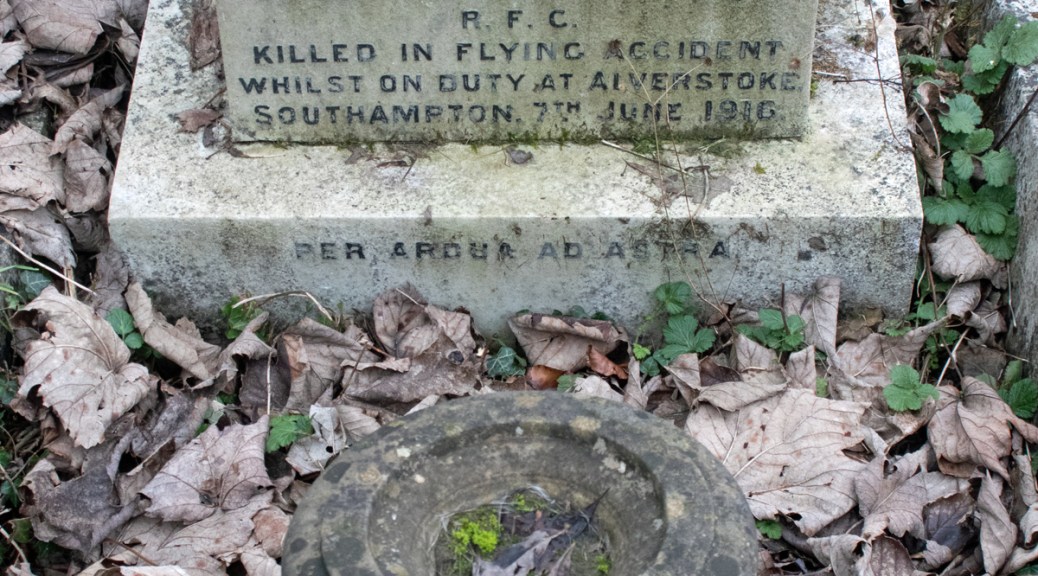 R. F. C.
KILLED IN FLYING ACCIDENT
WHILST ON DUTY, AT ALVERSTOKE,
SOUTHAMPTON. 7TH JUNE 1916.
PER ARDUA AD ASTRA